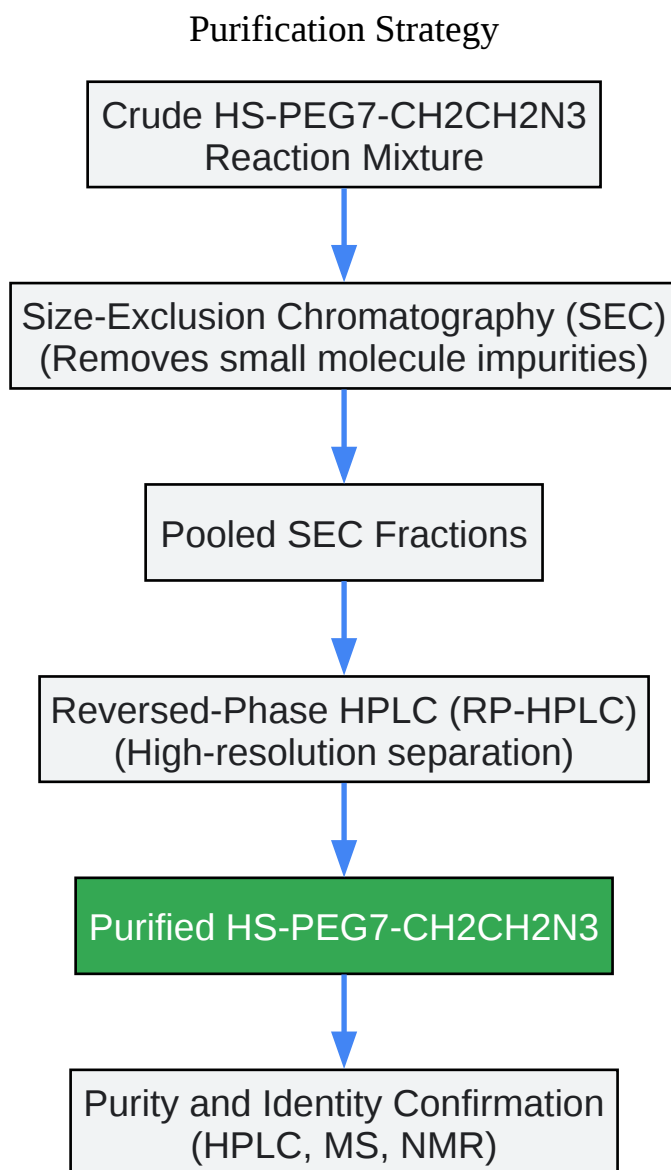 Purification Strategy
Crude HS-PEG7-CH2CH2N3
Reaction Mixture
Size-Exclusion Chromatography (SEC)
(Removes small molecule impurities)
Pooled SEC Fractions
Reversed-Phase HPLC (RP-HPLC)
(High-resolution separation)
Purified HS-PEG7-CH2CH2N3
Purity and Identity Confirmation
(HPLC, MS, NMR)